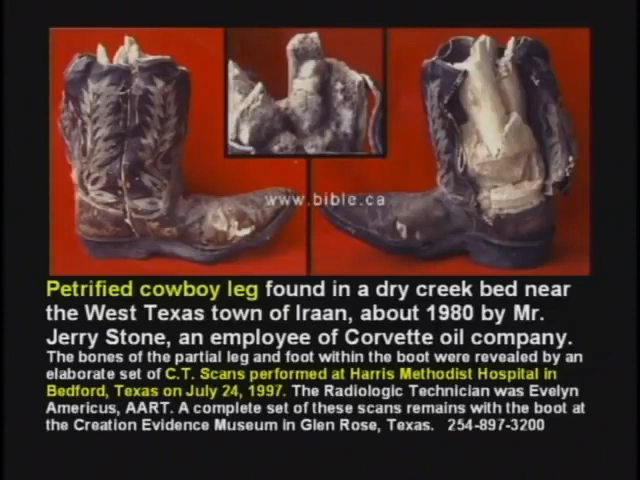 www.bible.ca
Petrified cowboy leg found in a dry creek bed near
the West Texas town of Iraan, about 1980 by Mr.
Jerry Stone, an employee of Corvette oil company.
The bones of the partial leg and foot within the boot were revealed by an
elaborate set of C.T. Scans performed at Harris Methodist Hospital in
Bedford, Texas on July 24, 1997. The Radiologic Technician was Evelyn
Americus, AART. A complete set of these scans remains with the boot at
the Creation Evidence Museum in Glen Rose, Texas. 254-897-3200